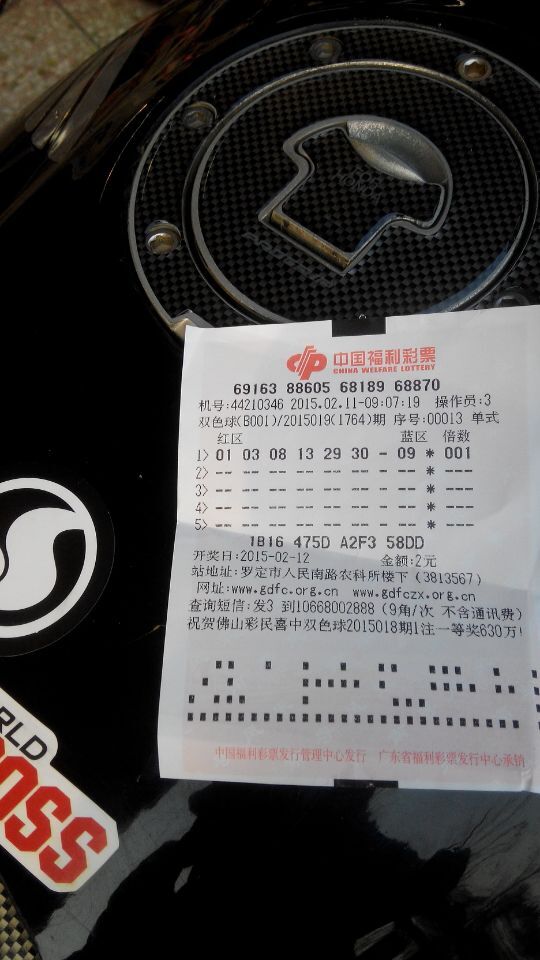 中国福利彩票
CHINA WELFARE LOTTERY
69163 88605 68189 68870
机号:44210346 2015.02.11-09:07:19 操作员:3
双色球(B001)/2015019(1764)期 序号:00013 单式
红区 蓝区 倍数
1> 01 03 08 13 29 30 - 09 * 001
2> -- -- -- -- -- -- - -- * ---
3> -- -- -- -- -- -- - -- * ---
4> -- -- -- -- -- -- - -- * ---
5> -- -- -- -- -- -- - -- * ---
1B16 475D A2F3 58DD
开奖日:2015-02-12 金额:2元
站地址:罗定市人民南路农科所楼下(3813567)
网址:www.gdfc.org.cn www.gdfczx.org.cn
查询短信:发3 到10668002888(9角/次 不含通讯费)
祝贺佛山彩民喜中双色球2015018期1注一等奖630万!
中国福利彩票发行管理中心发行 广东省福利彩票发行中心承销
RLD
OSS